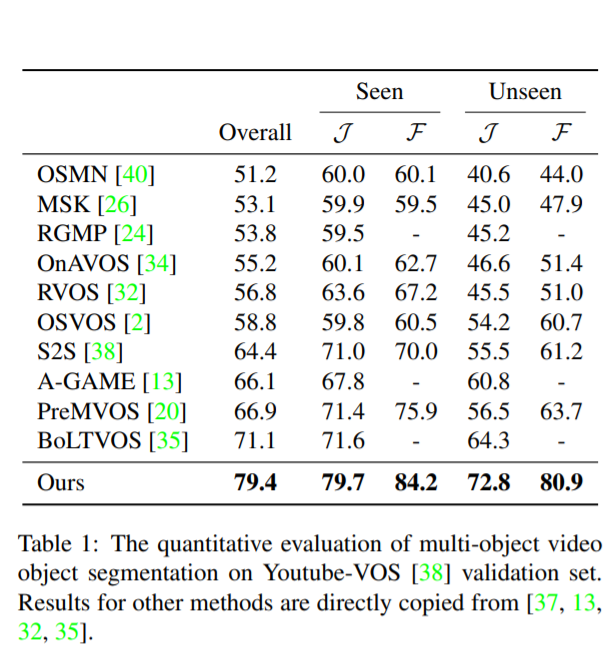 Seen Unseen
Overall J F J F
OSMN [40] 51.2 60.0 60.1 40.6 44.0
MSK [26] 53.1 59.9 59.5 45.0 47.9
RGMP [24] 53.8 59.5 - 45.2 -
OnAVOS [34] 55.2 60.1 62.7 46.6 51.4
RVOS [32] 56.8 63.6 67.2 45.5 51.0
OSVOS [2] 58.8 59.8 60.5 54.2 60.7
S2S [38] 64.4 71.0 70.0 55.5 61.2
A-GAME [13] 66.1 67.8 - 60.8 -
PreMVOS [20] 66.9 71.4 75.9 56.5 63.7
BoLTVOS [35] 71.1 71.6 - 64.3 -
Ours 79.4 79.7 84.2 72.8 80.9
Table 1: The quantitative evaluation of multi-object video
object segmentation on Youtube-VOS [38] validation set.
Results for other methods are directly copied from [37, 13,
32, 35].